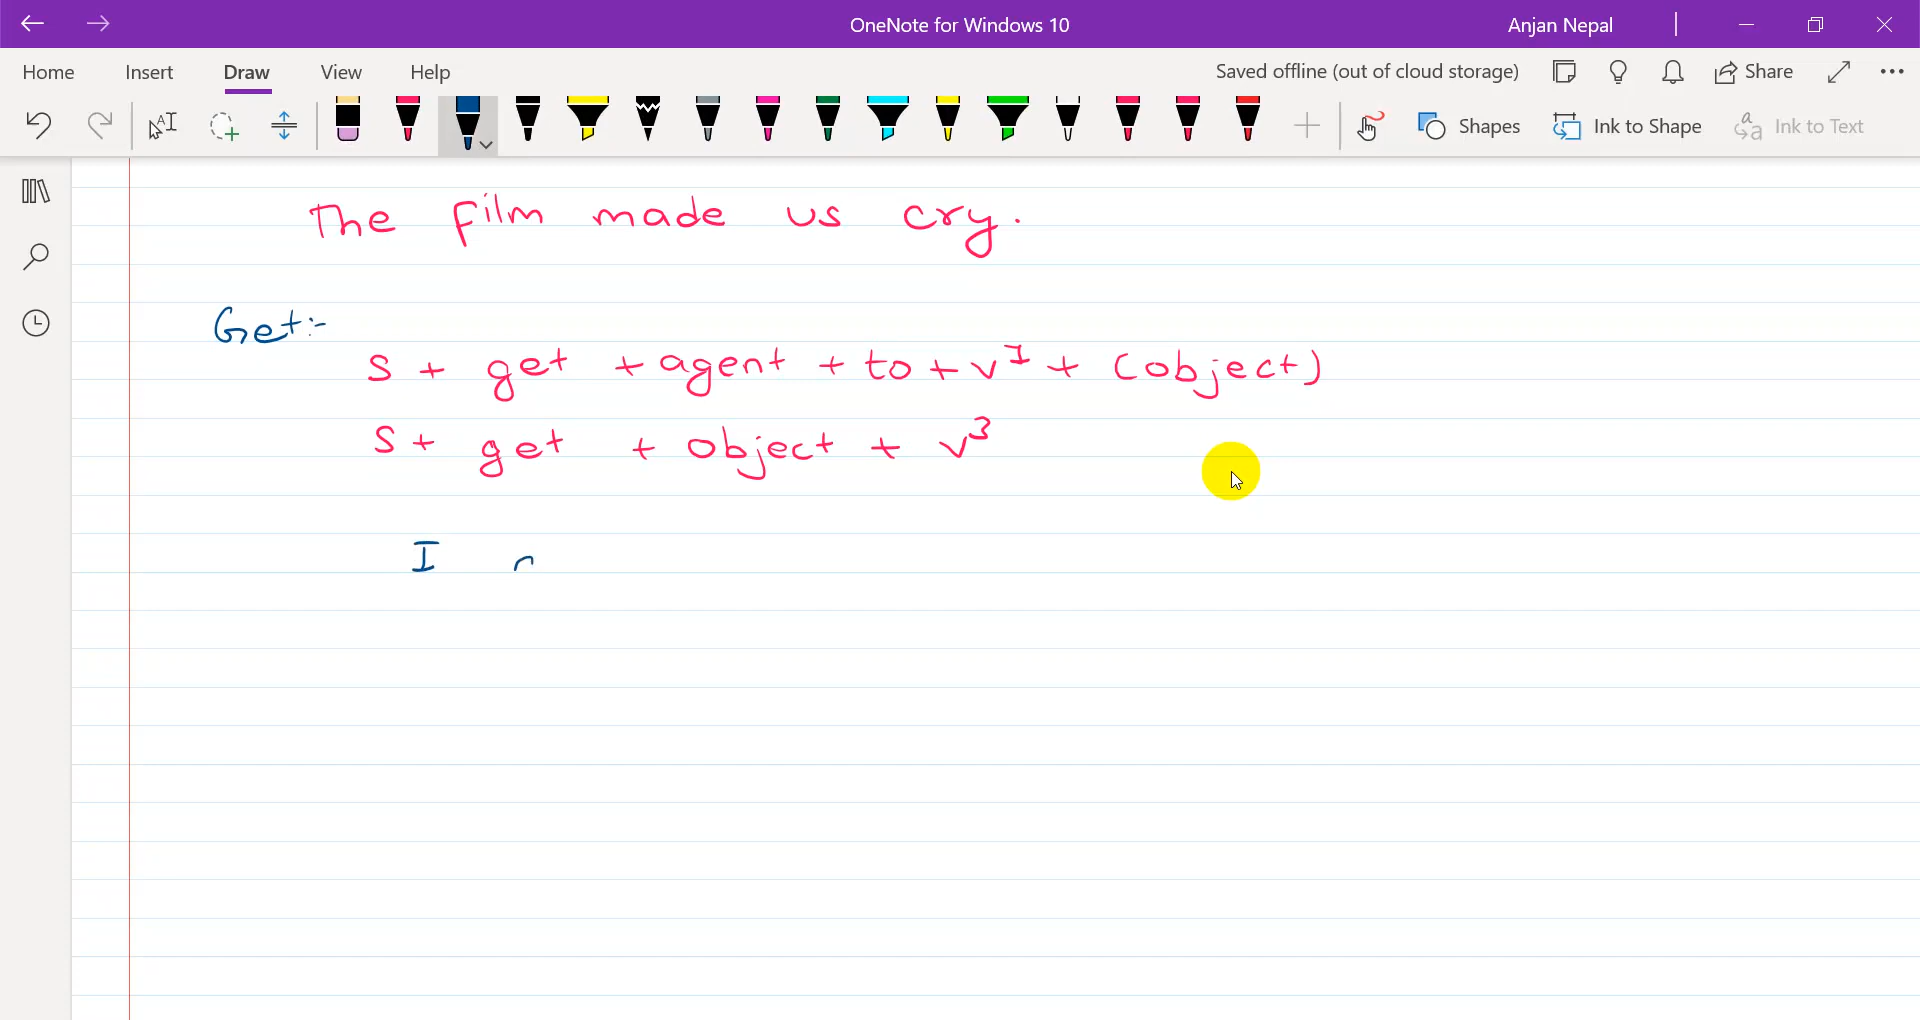 OneNote for Windows 10
Anjan Nepal
Home Insert Draw View Help
Saved offline (out of cloud storage)
Share
Shapes
Ink to Shape
Ink to Text
The film made us cry.
Get:-
S + get + agent + to + v¹ + (object)
S + get + object + v³
I